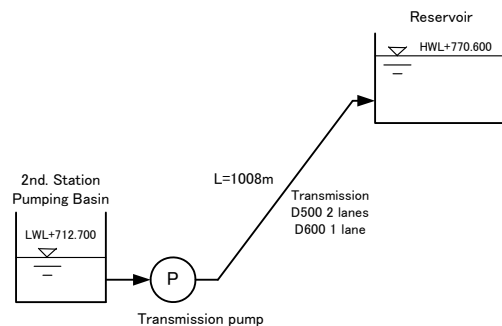 Reservoir
HWL+770.600
L=1008m
Transmission
D500 2 lanes
D600 1 lane
2nd. Station
Pumping Basin
LWL+712.700
P
Transmission pump